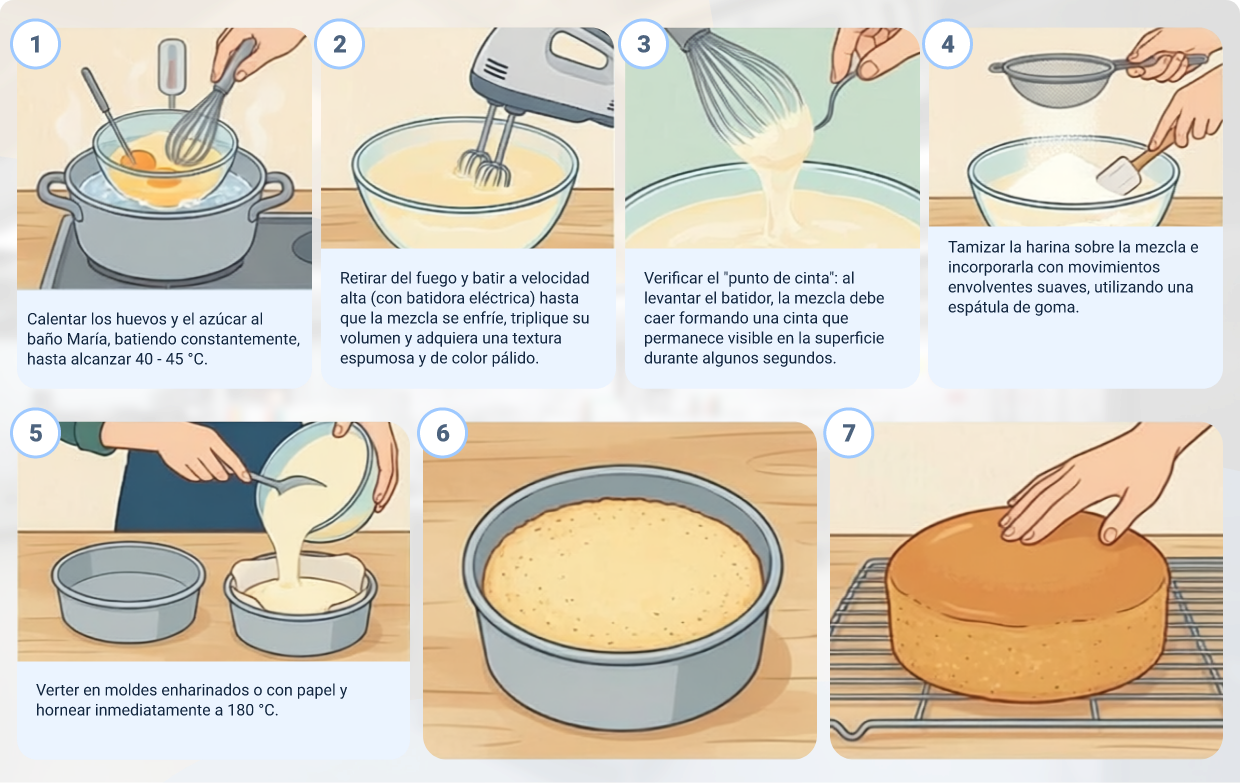 1
Calentar los huevos y el azúcar al
baño María, batiendo constantemente,
hasta alcanzar 40 - 45 °C.
2
Retirar del fuego y batir a velocidad
alta (con batidora eléctrica) hasta
que la mezcla se enfríe, triplique su
volumen y adquiera una textura
espumosa y de color pálido.
3
Verificar el "punto de cinta": al
levantar el batidor, la mezcla debe
caer formando una cinta que
permanece visible en la superficie
durante algunos segundos.
4
Tamizar la harina sobre la mezcla e
incorporarla con movimientos
envolventes suaves, utilizando una
espátula de goma.
5
Verter en moldes enharinados o con papel y
hornear inmediatamente a 180 °C.
6
7